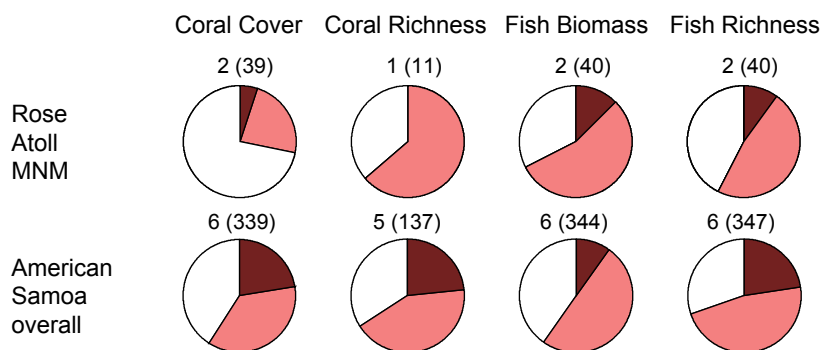 Coral Cover Coral Richness Fish Biomass Fish Richness
2 (39) 1 (11) 2 (40) 2 (40)
Rose
Atoll
MNM
6 (339) 5 (137) 6 (344) 6 (347)
American
Samoa
overall